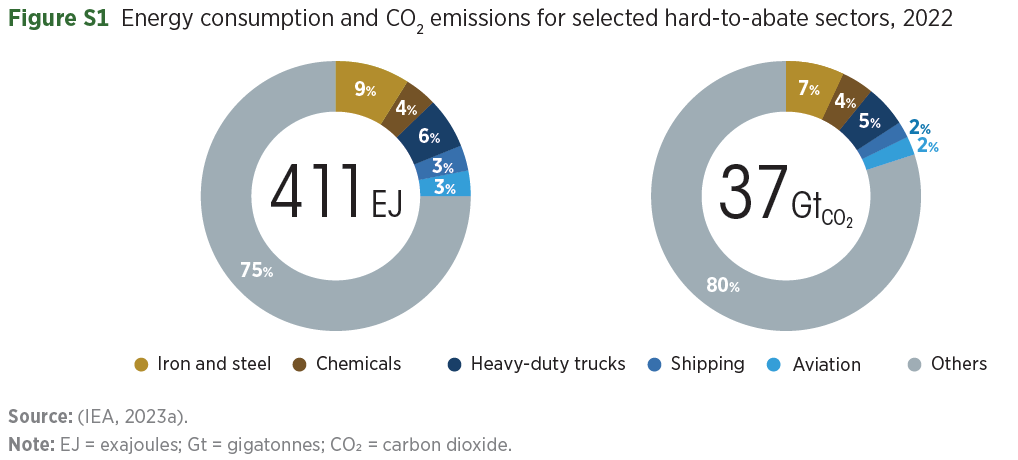 Figure S1 Energy consumption and CO₂ emissions for selected hard-to-abate sectors, 2022
9%
4%
6%
3%
3%
75%
411 EJ
7%
4%
5%
2%
2%
80%
37 Gt CO₂
Iron and steel
Chemicals
Heavy-duty trucks
Shipping
Aviation
Others
Source: (IEA, 2023a).
Note: EJ = exajoules; Gt = gigatonnes; CO₂ = carbon dioxide.